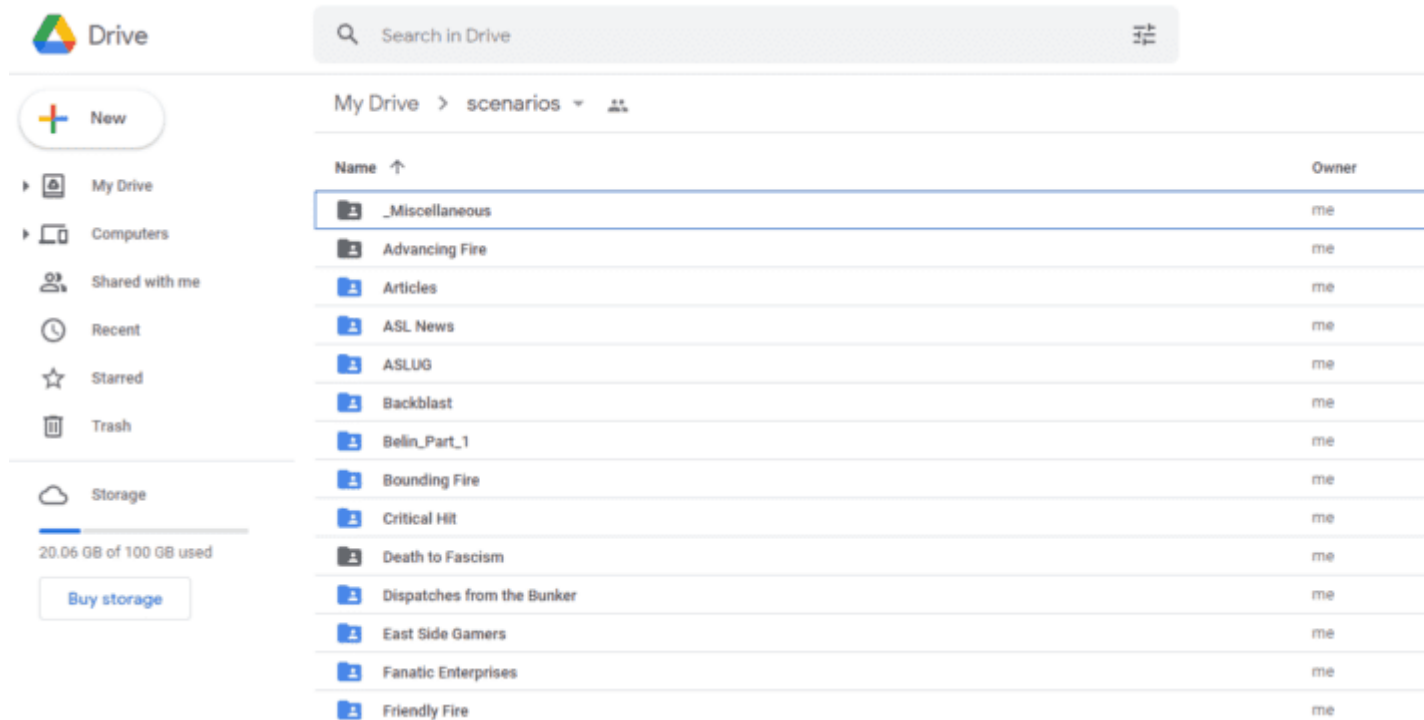 Drive
Search in Drive
New
My Drive
Computers
Shared with me
Recent
Starred
Trash
Storage
20.06 GB of 100 GB used
Buy storage
My Drive > scenarios
Name Owner
_Miscellaneous me
Advancing Fire me
Articles me
ASL News me
ASLUG me
Backblast me
Belin_Part_1 me
Bounding Fire me
Critical Hit me
Death to Fascism me
Dispatches from the Bunker me
East Side Gamers me
Fanatic Enterprises me
Friendly Fire me